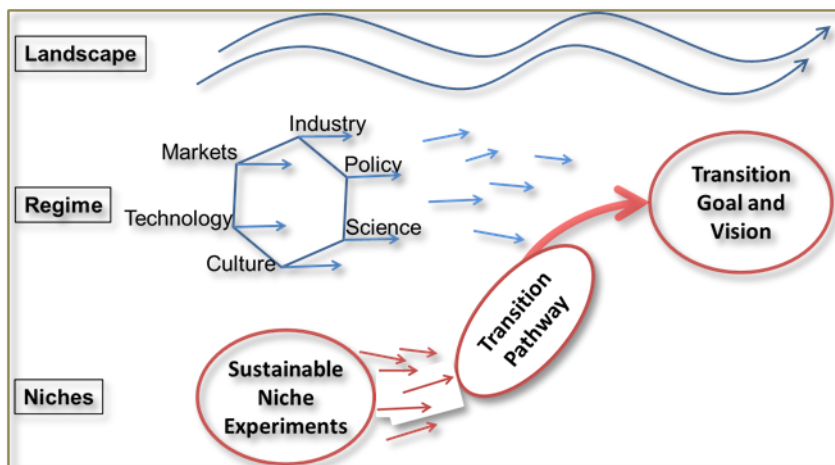 Landscape
Industry
Markets
Policy
Regime
Technology
Science
Culture
Transition
Goal and
Vision
Transition
Pathway
Niches
Sustainable
Niche
Experiments